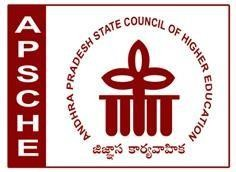 APSCHE
ANDHRA PRADESH STATE COUNCIL OF HIGHER EDUCATION
జిజ్ఞాస కార్యవాహిక